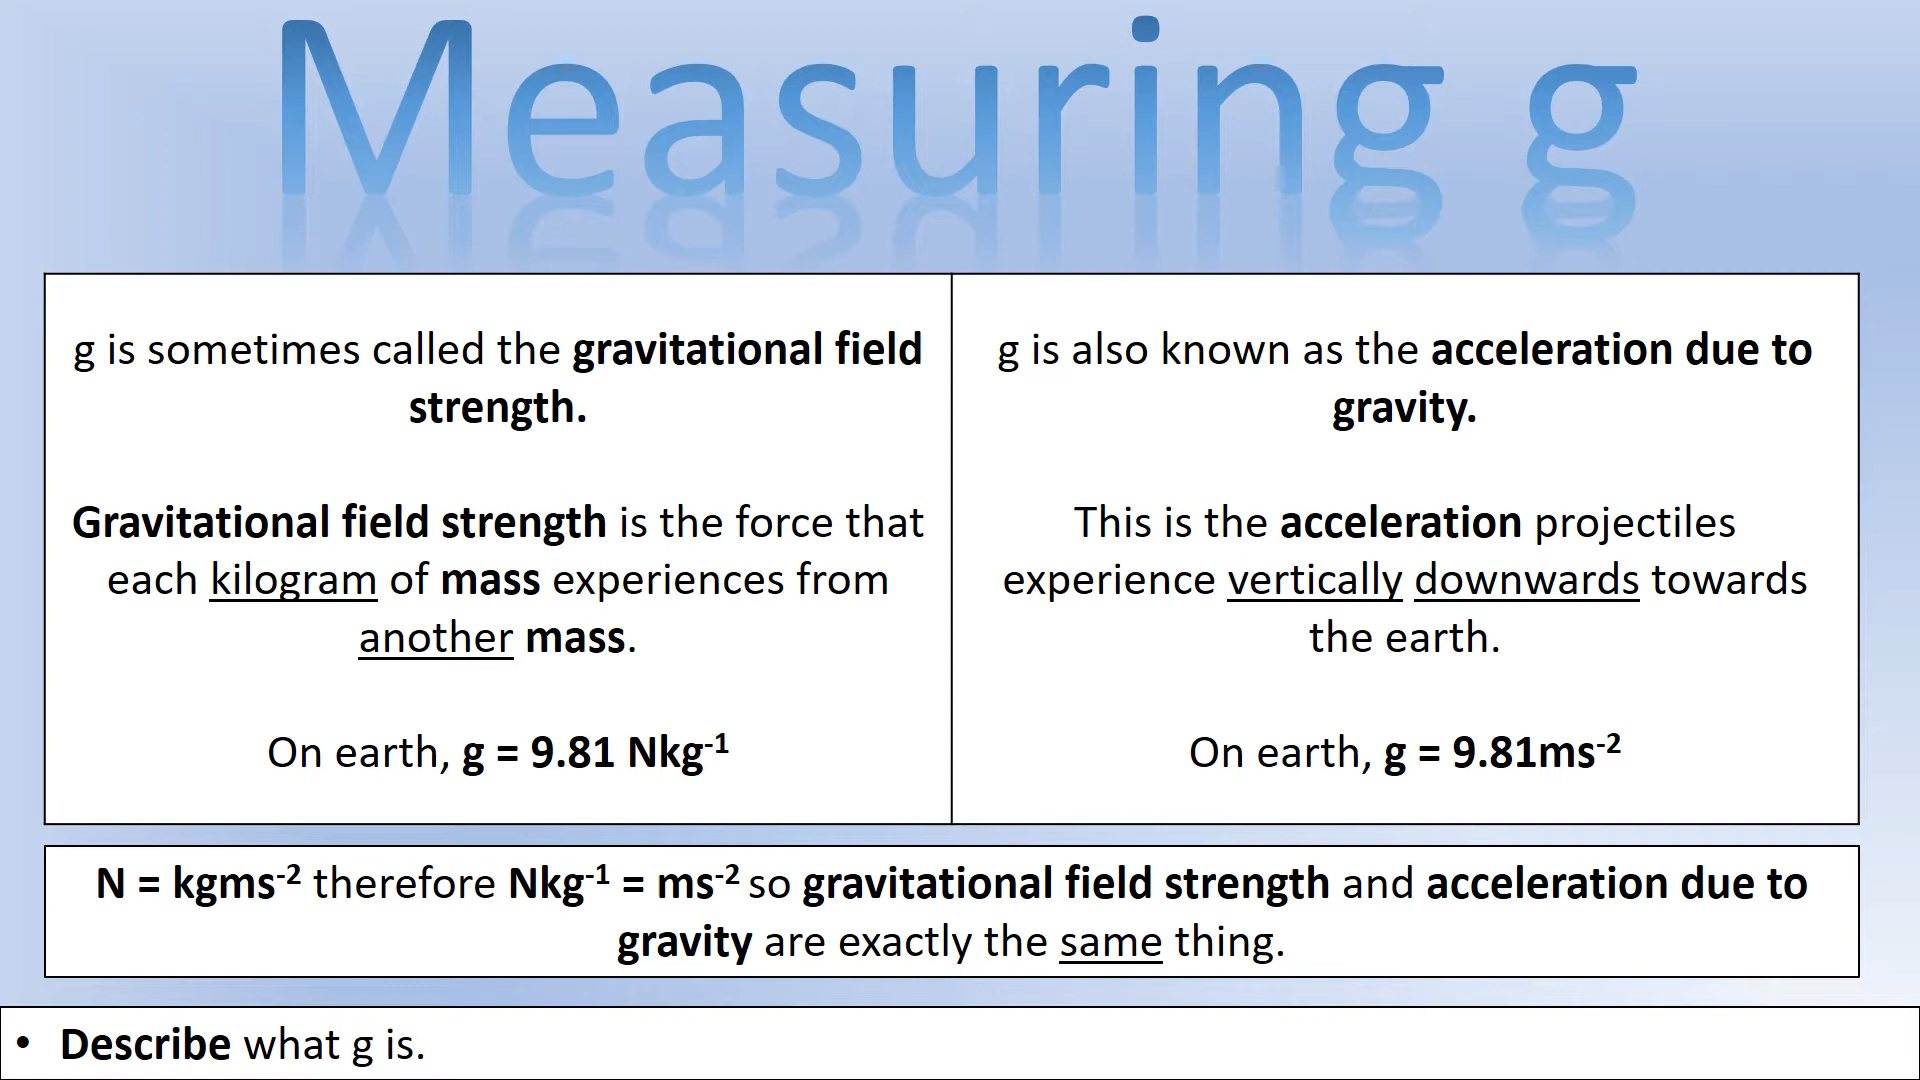 Measuring g
g is sometimes called the gravitational field
strength.
Gravitational field strength is the force that
each kilogram of mass experiences from
another mass.
On earth, g = 9.81 Nkg⁻¹
g is also known as the acceleration due to
gravity.
This is the acceleration projectiles
experience vertically downwards towards
the earth.
On earth, g = 9.81ms⁻²
N = kgms⁻² therefore Nkg⁻¹ = ms⁻² so gravitational field strength and acceleration due to
gravity are exactly the same thing.
• Describe what g is.